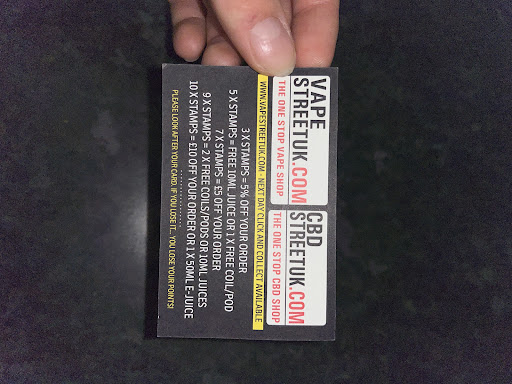 VAPE
STREETUK.COM
THE ONE STOP VAPE SHOP
CBD
STREETUK.COM
THE ONE STOP CBD SHOP
WWW.VAPESTREETUK.COM - NEXT DAY CLICK AND COLLECT AVAILABLE
3 X STAMPS = 5% OFF YOUR ORDER
5 X STAMPS = FREE 10ML JUICE OR 1 X FREE COIL/POD
7 X STAMPS = £5 OFF YOUR ORDER
9 X STAMPS = 2 X FREE COILS/PODS OR 10ML JUICES
10 X STAMPS = £10 OFF YOUR ORDER OR 1 X 50ML E-JUICE
PLEASE LOOK AFTER YOUR CARD, IF YOU LOSE IT... YOU LOSE YOUR POINTS!